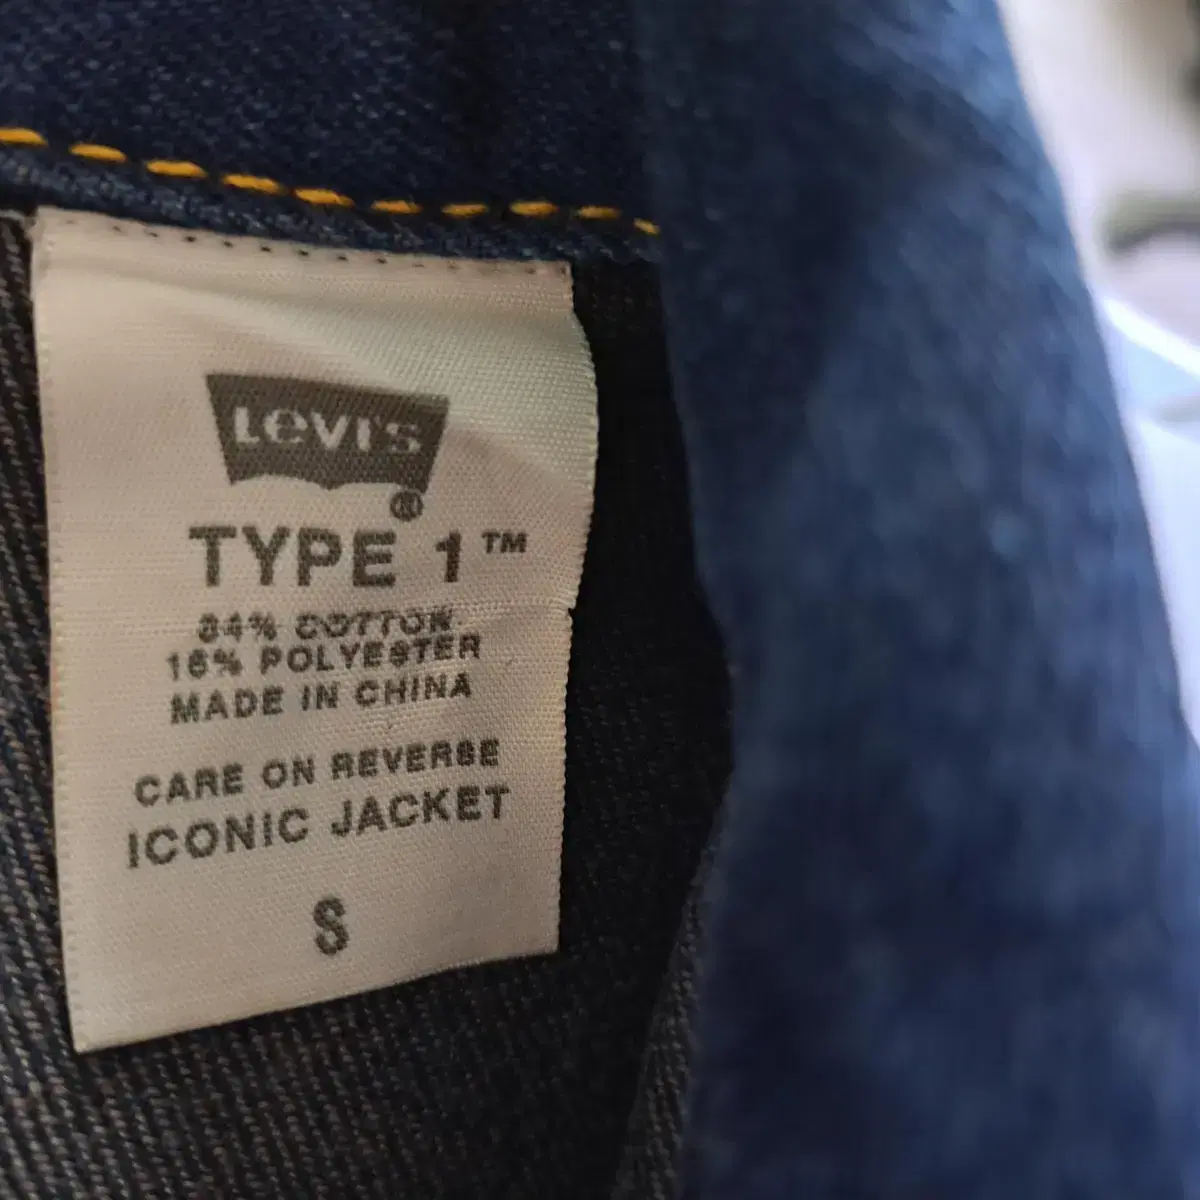 Levi's
®
TYPE 1™
84% COTTON
16% POLYESTER
MADE IN CHINA
CARE ON REVERSE
ICONIC JACKET
S